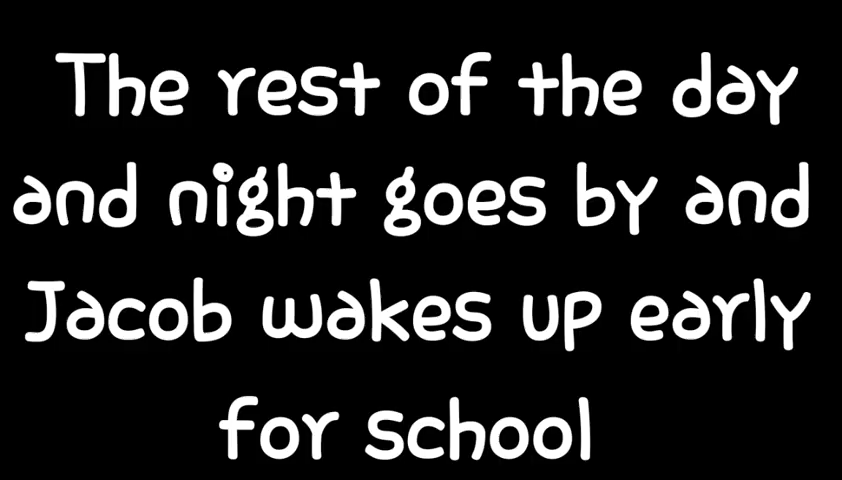 The rest of the day
and night goes by and
Jacob wakes up early
for school